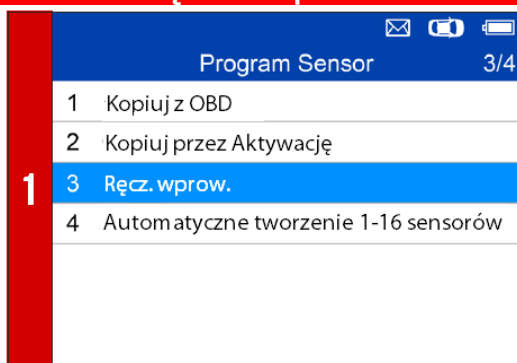 Program Sensor 3/4
1 Kopiuj z OBD
2 Kopiuj przez Aktywację
3 Ręcz. wprow.
4 Automatyczne tworzenie 1-16 sensorów
1